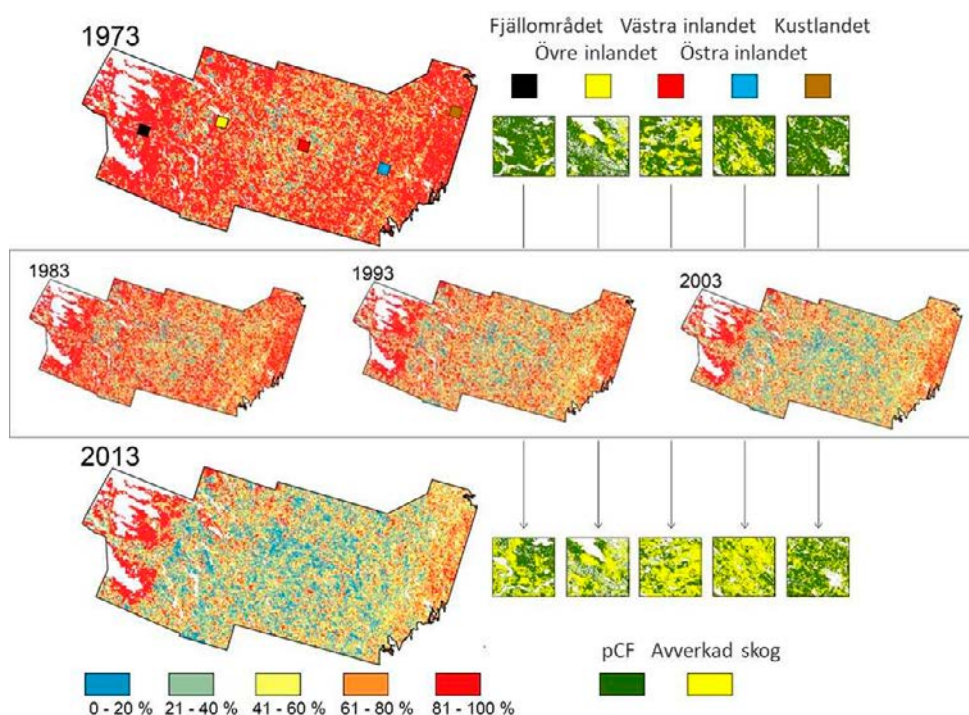 1973
Fjällområdet Västra inlandet Kustlandet
Övre inlandet Östra inlandet
1983
1993
2003
2013
pCF Avverkad skog
0 - 20 % 21 - 40 % 41 - 60 % 61 - 80 % 81 - 100 %